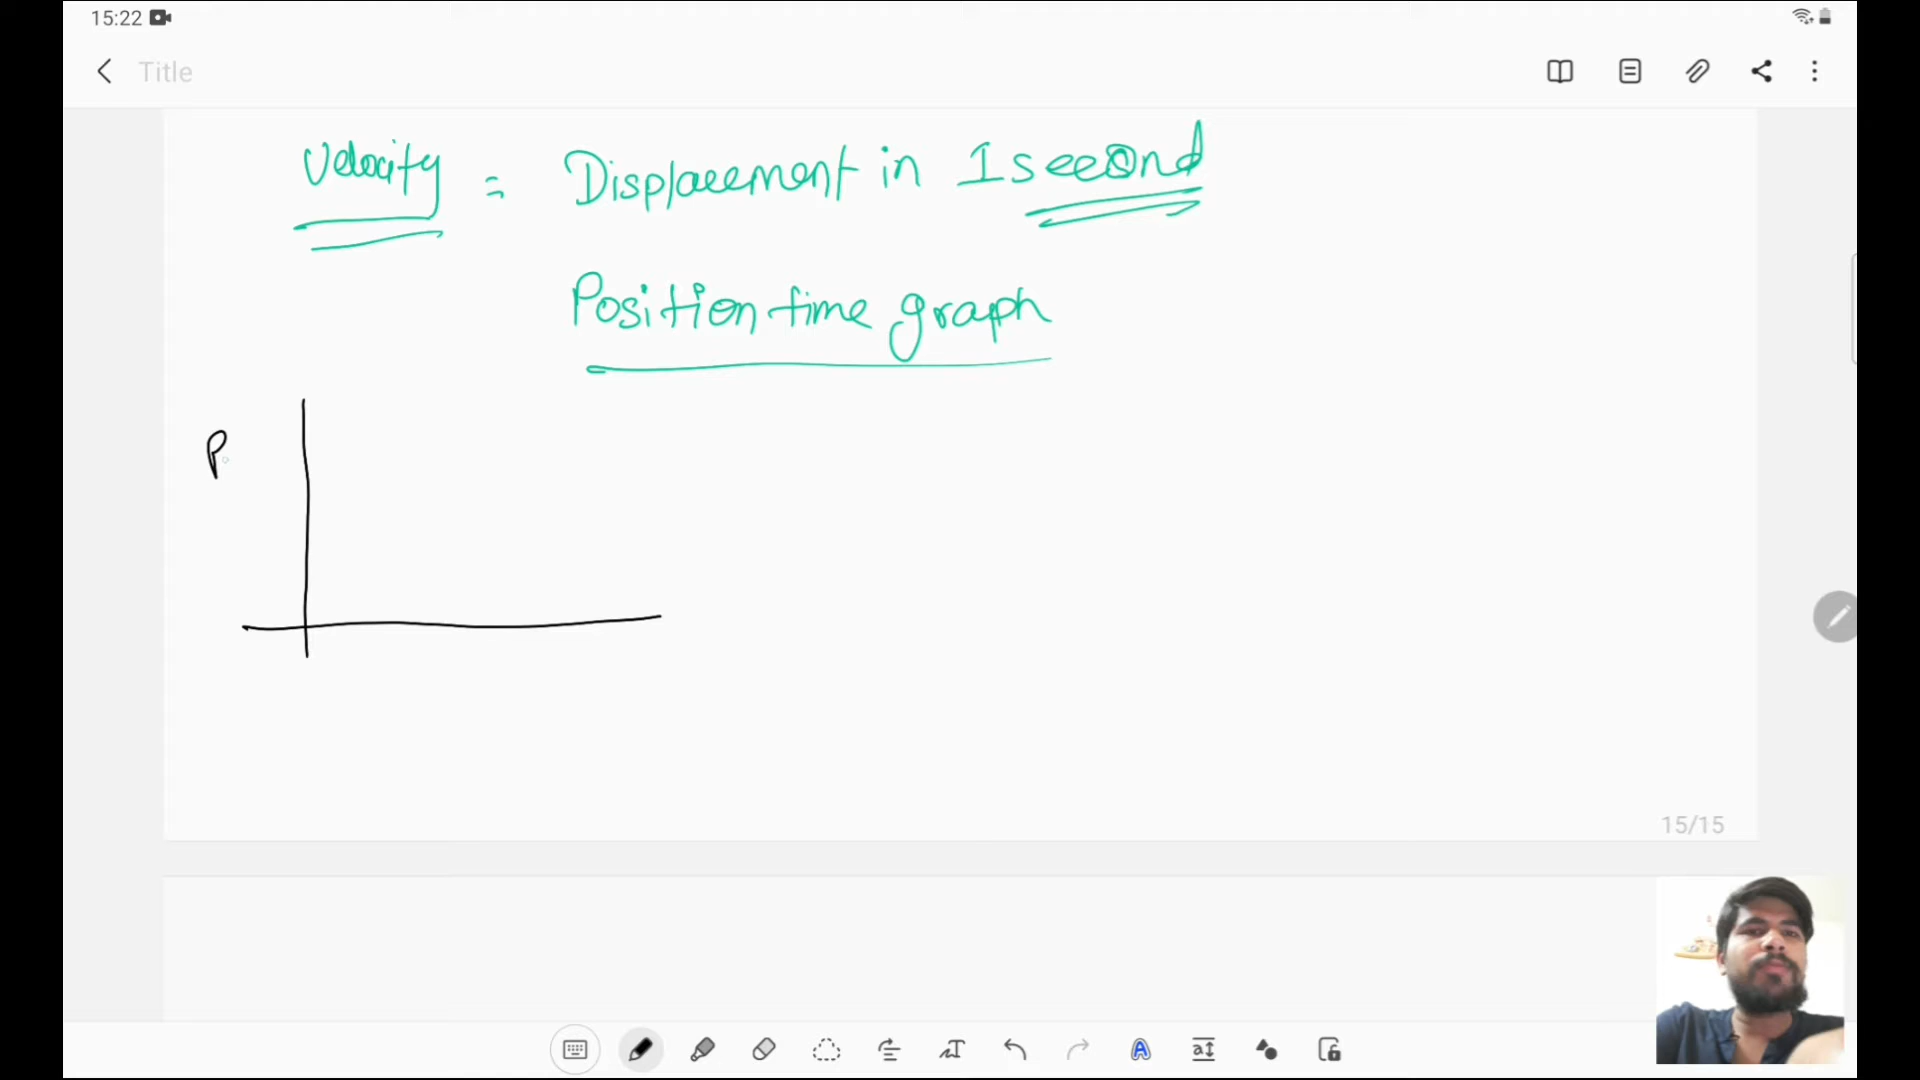 15:22
Title
Velocity = Displacement in 1 second
Position time graph
P
15/15